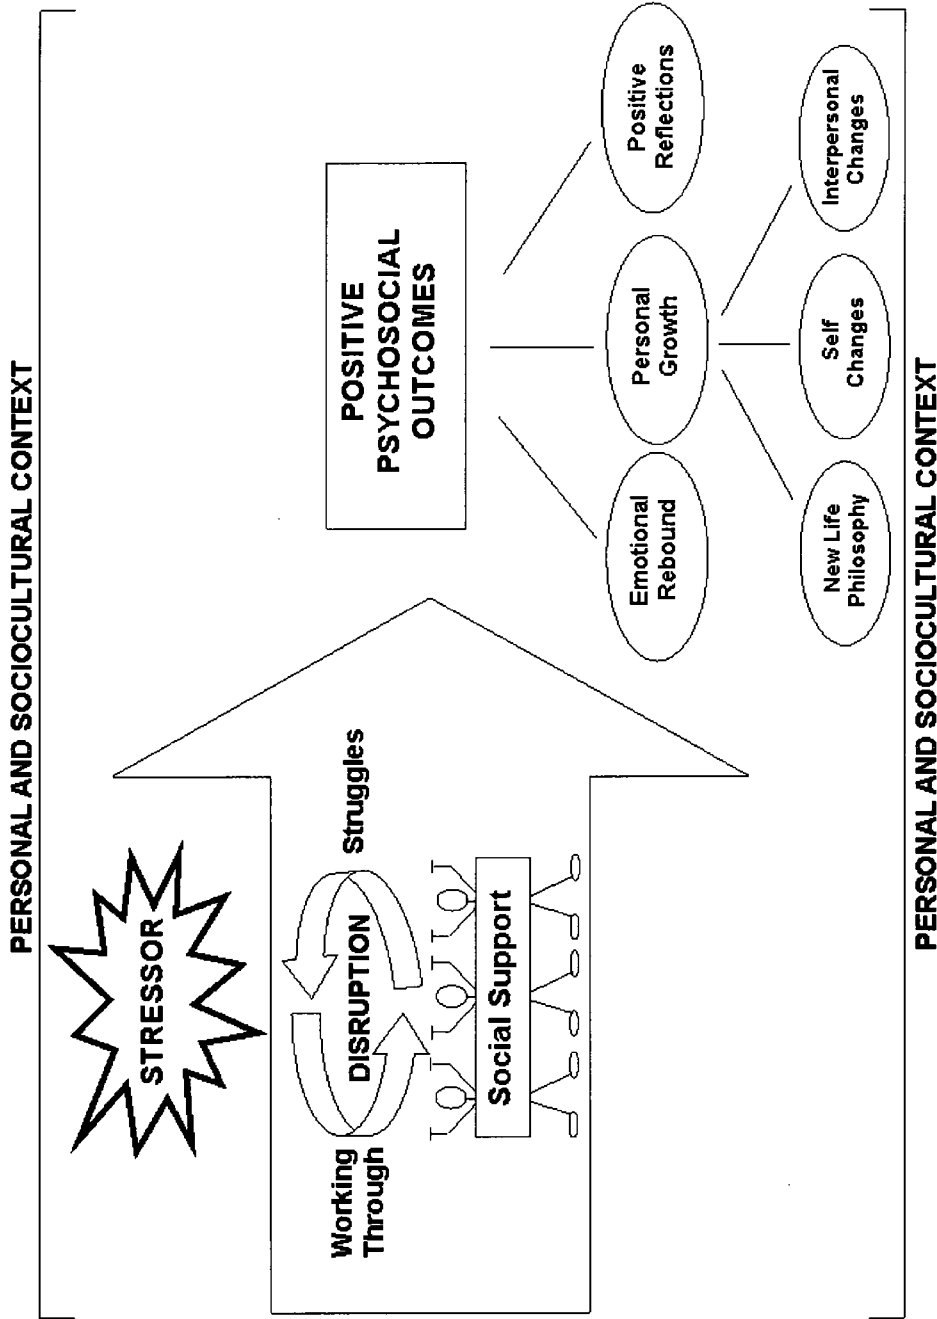 PERSONAL AND SOCIOCULTURAL CONTEXT
STRESSOR
Working
Through
DISRUPTION
Struggles
Social Support
POSITIVE
PSYCHOSOCIAL
OUTCOMES
Emotional
Rebound
Personal
Growth
Positive
Reflections
New Life
Philosophy
Self
Changes
Interpersonal
Changes
PERSONAL AND SOCIOCULTURAL CONTEXT